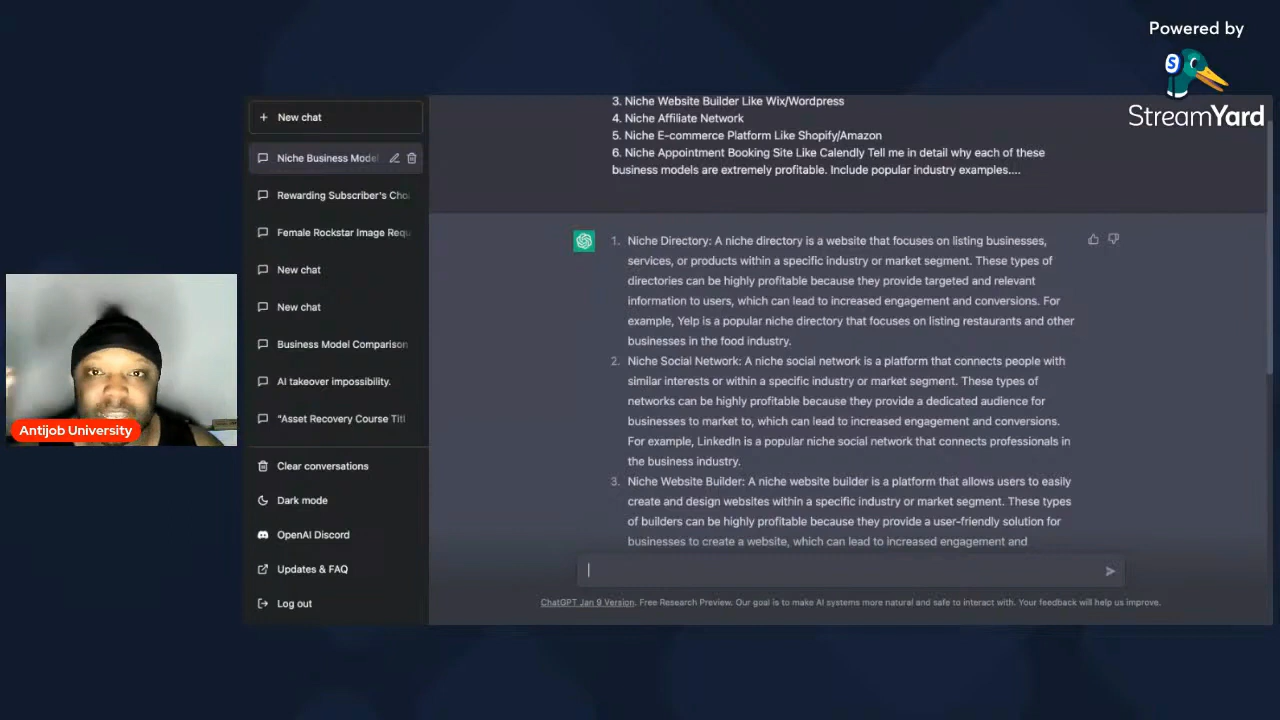 Powered by
S
StreamYard
New chat
Niche Business Model
Rewarding Subscriber's Cho
Female Rockstar Image Requ
New chat
New chat
Business Model Comparison
AI takeover impossibility.
"Asset Recovery Course Titl
Clear conversations
Dark mode
OpenAI Discord
Updates & FAQ
Log out
3. Niche Website Builder Like Wix/Wordpress
4. Niche Affiliate Network
5. Niche E-commerce Platform Like Shopify/Amazon
6. Niche Appointment Booking Site Like Calendly Tell me in detail why each of these
business models are extremely profitable. Include popular industry examples....
1. Niche Directory: A niche directory is a website that focuses on listing businesses,
services, or products within a specific industry or market segment. These types of
directories can be highly profitable because they provide targeted and relevant
information to users, which can lead to increased engagement and conversions. For
example, Yelp is a popular niche directory that focuses on listing restaurants and other
businesses in the food industry.
2. Niche Social Network: A niche social network is a platform that connects people with
similar interests or within a specific industry or market segment. These types of
networks can be highly profitable because they provide a dedicated audience for
businesses to market to, which can lead to increased engagement and conversions.
For example, LinkedIn is a popular niche social network that connects professionals in
the business industry.
3. Niche Website Builder: A niche website builder is a platform that allows users to easily
create and design websites within a specific industry or market segment. These types
of builders can be highly profitable because they provide a user-friendly solution for
businesses to create a website, which can lead to increased engagement and
ChatGPT Jan 9 Version. Free Research Preview. Our goal is to make AI systems more natural and safe to interact with. Your feedback will help us improve.
Antijob University